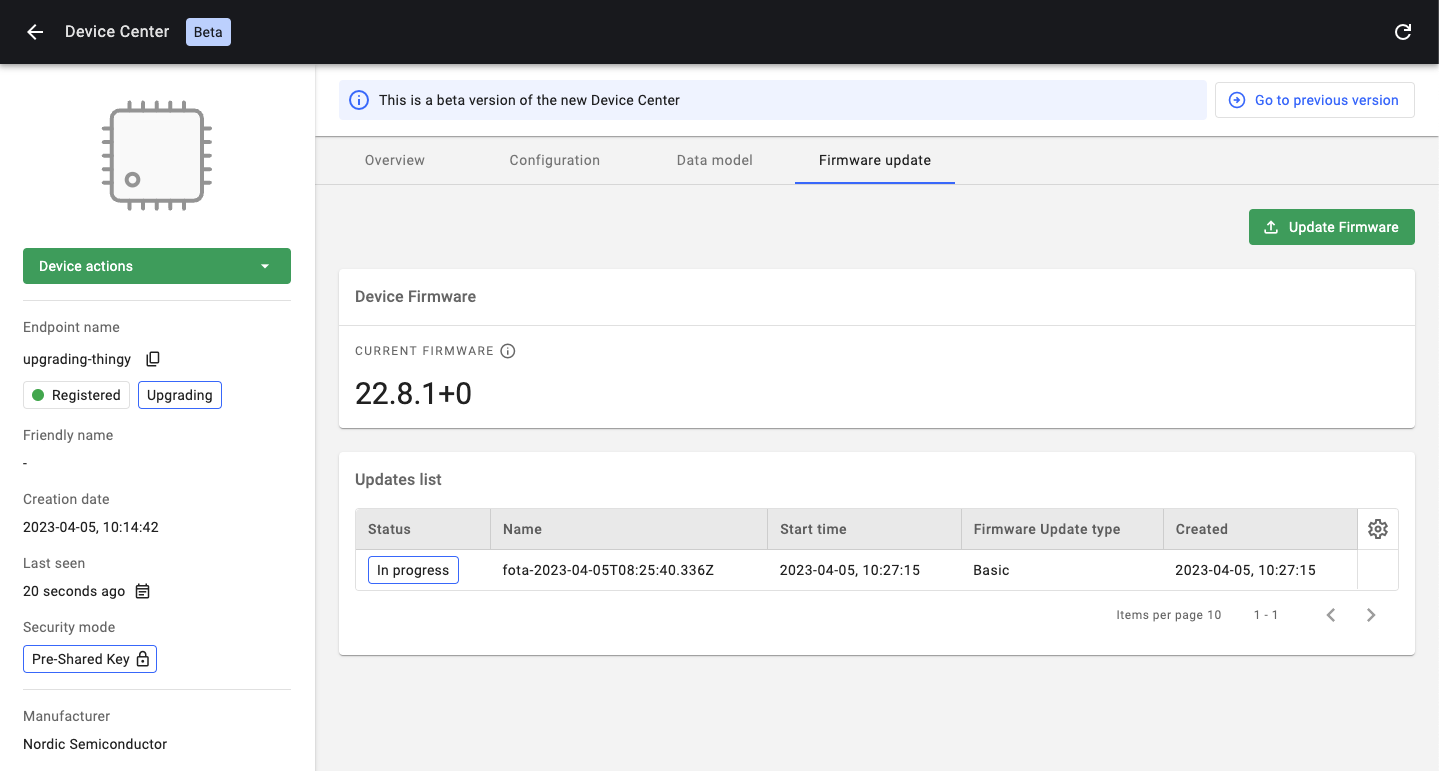 Device Center Beta
This is a beta version of the new Device Center
Go to previous version
Overview Configuration Data model Firmware update
Update Firmware
Device actions
Endpoint name
upgrading-thingy
Registered Upgrading
Friendly name
-
Creation date
2023-04-05, 10:14:42
Last seen
20 seconds ago
Security mode
Pre-Shared Key
Manufacturer
Nordic Semiconductor
Device Firmware
CURRENT FIRMWARE
22.8.1+0
Updates list
Status Name Start time Firmware Update type Created
In progress fota-2023-04-05T08:25:40.336Z 2023-04-05, 10:27:15 Basic 2023-04-05, 10:27:15
Items per page 10 1 - 1